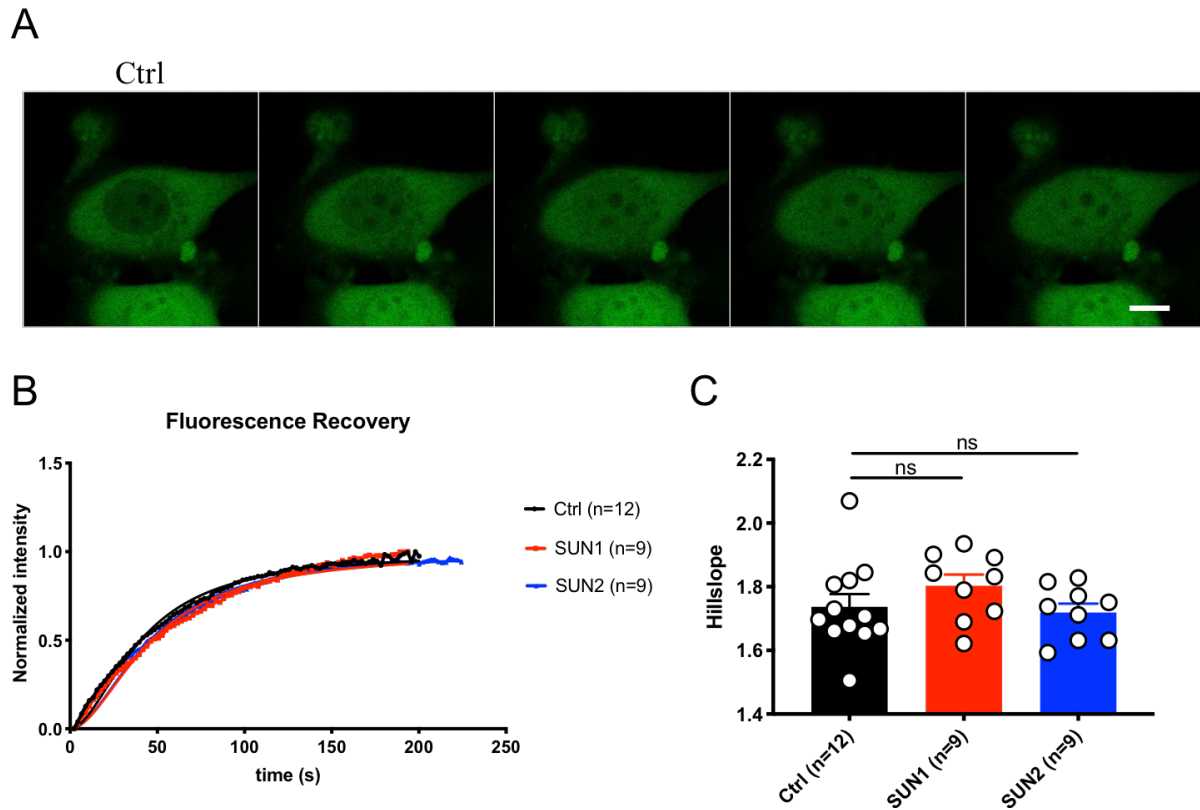 A
Ctrl
B
Fluorescence Recovery
Normalized intensity
1.5
1.0
0.5
0.0
0 50 100 150 200 250
time (s)
Ctrl (n=12)
SUN1 (n=9)
SUN2 (n=9)
C
ns
ns
Hillslope
2.2
2.0
1.8
1.6
1.4
Ctrl (n=12)
SUN1 (n=9)
SUN2 (n=9)